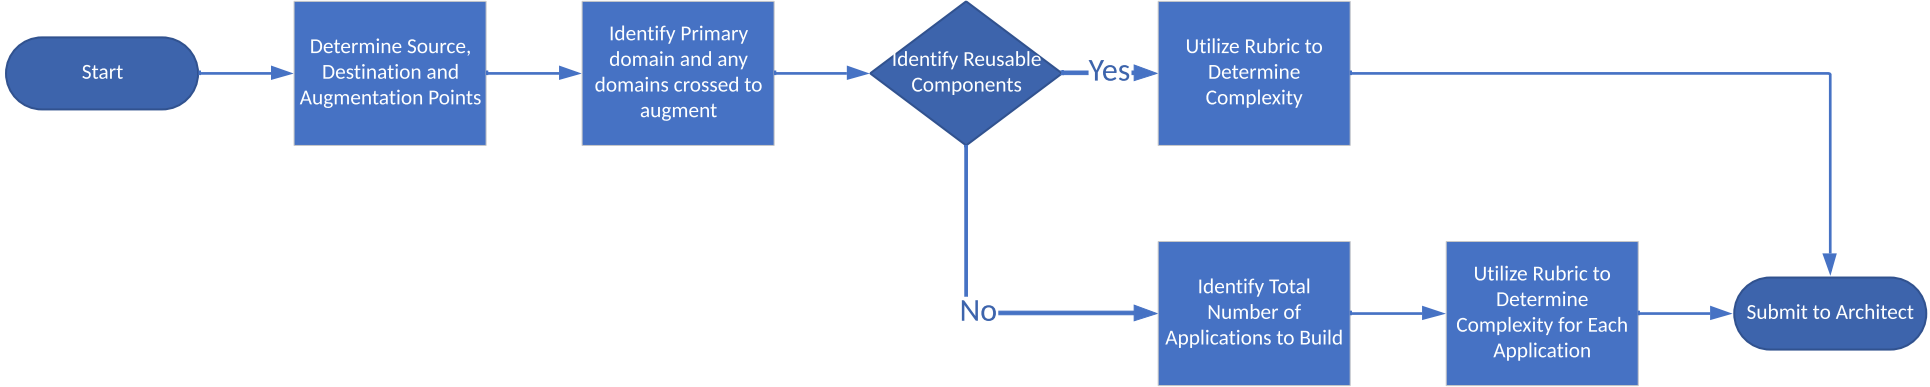 Start
Determine Source,
Destination and
Augmentation Points
Identify Primary
domain and any
domains crossed to
augment
Identify Reusable
Components
Yes
Utilize Rubric to
Determine
Complexity
No
Identify Total
Number of
Applications to Build
Utilize Rubric to
Determine
Complexity for Each
Application
Submit to Architect